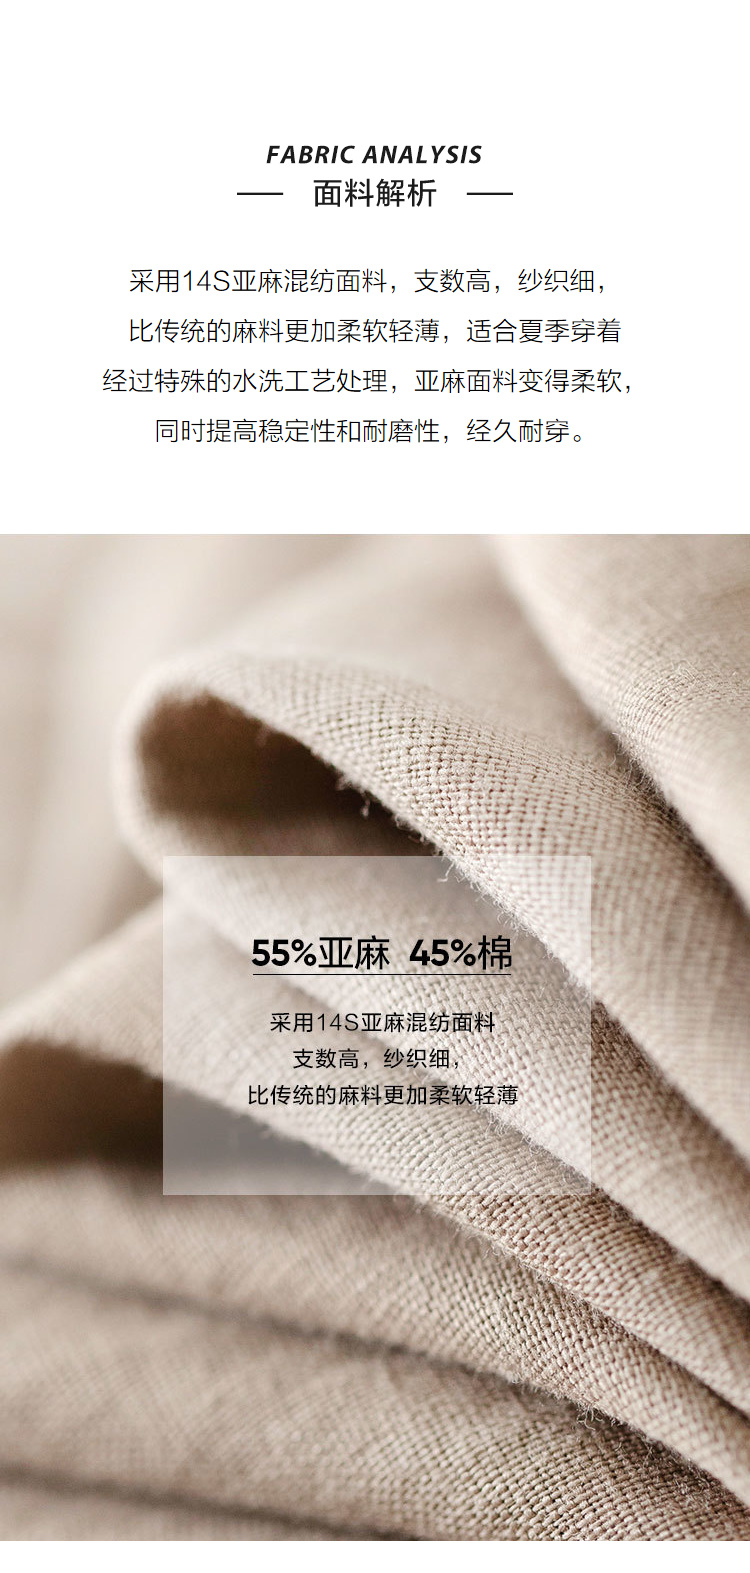 FABRIC ANALYSIS
面料解析
采用14S亚麻混纺面料，支数高，纱织细，
比传统的麻料更加柔软轻薄，适合夏季穿着
经过特殊的水洗工艺处理，亚麻面料变得柔软，
同时提高稳定性和耐磨性，经久耐穿。
55%亚麻 45%棉
采用14S亚麻混纺面料
支数高，纱织细，
比传统的麻料更加柔软轻薄